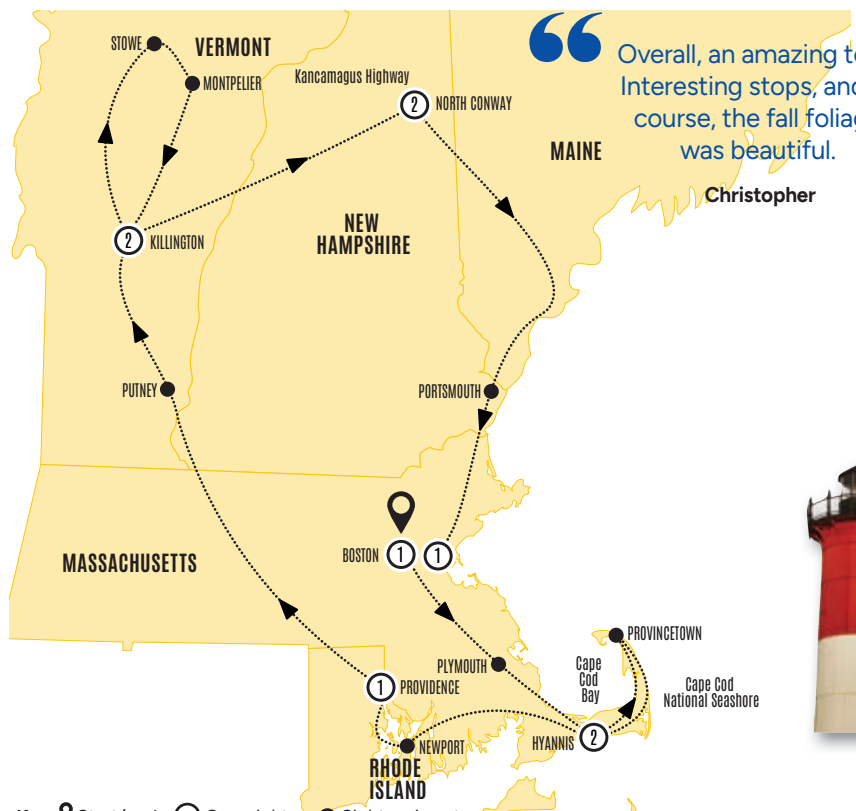 STOWE
VERMONT
MONTPELIER
Kancamagus Highway
2
NORTH CONWAY
Overall, an amazing
Interesting stops, and
course, the fall
was beautiful.
Christopher
MAINE
NEW
HAMPSHIRE
2
KILLINGTON
PUTNEY
PORTSMOUTH
MASSACHUSETTS
BOSTON
1
1
PLYMOUTH
PROVINCETOWN
Cape
Cod
Bay
Cape Cod
National Seashore
1
PROVIDENCE
NEWPORT
HYANNIS
2
RHODE
ISLAND